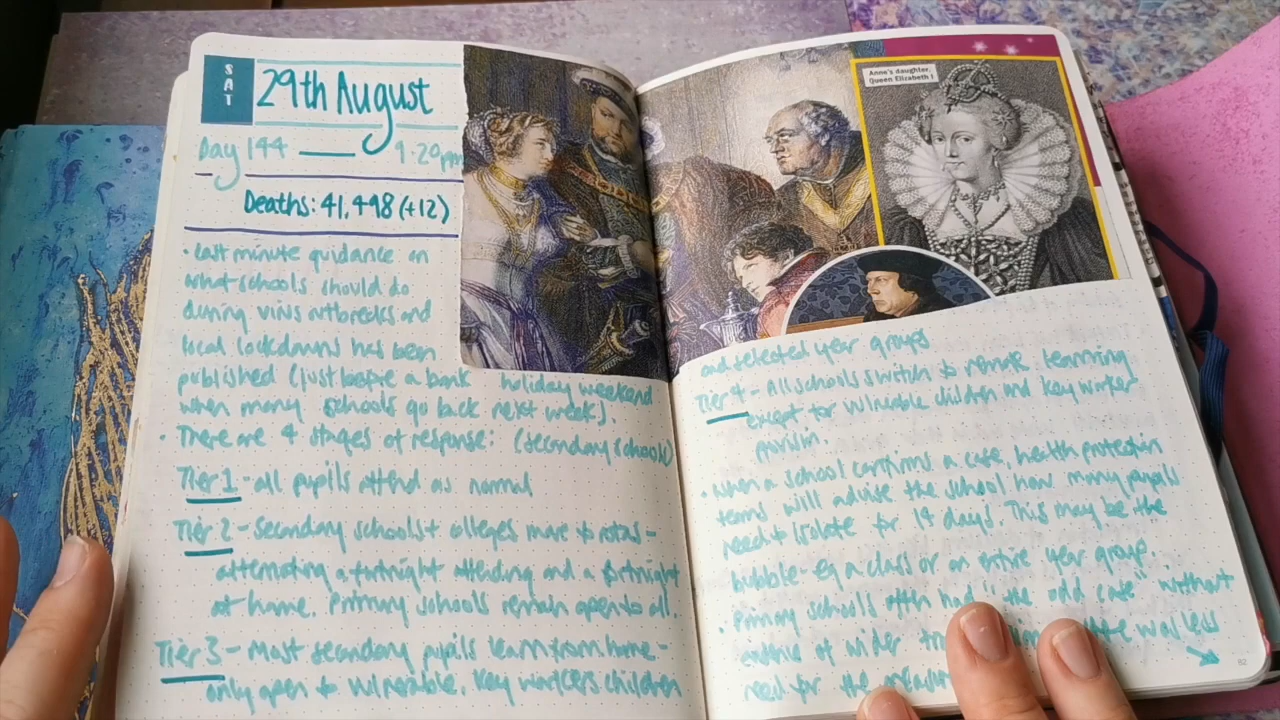 SAT
29th August
Day 144 — 9.20pm
Deaths: 41,498 (+12)
• Last minute guidance on
what schools should do
during virus outbreaks and
local lockdowns has been
published (just before a bank holiday weekend
when many schools go back next week).
• There are 4 stages of response: (secondary schools)
Tier 1 - all pupils attend as normal
Tier 2 - Secondary schools + colleges move to rotas -
alternating a fortnight attending and a fortnight
at home. Primary schools remain open to all.
Tier 3 - Most secondary pupils learn from home -
only open to vulnerable, key workers children
Anne's daughter,
Queen Elizabeth I
and selected year groups
Tier 4 - All schools switch to remote learning
except for vulnerable children and key worker
provision.
• When a school confirms a case, health protection
teams will advise the school how many pupils
need to isolate for 14 days. This may be the
bubble - eg a class or an entire year group.
• Primary schools often had "the odd case" without
of wider was less
need for the
82